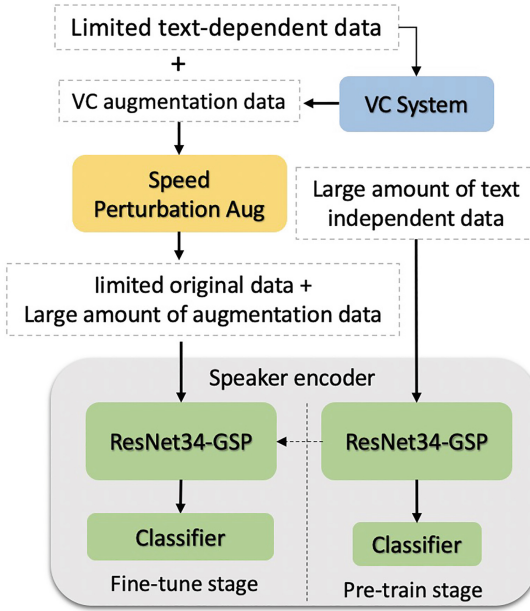 Limited text-dependent data
+
VC augmentation data
VC System
Speed
Perturbation Aug
Large amount of text
independent data
limited original data +
Large amount of augmentation data
Speaker encoder
ResNet34-GSP
ResNet34-GSP
Classifier
Classifier
Fine-tune stage
Pre-train stage